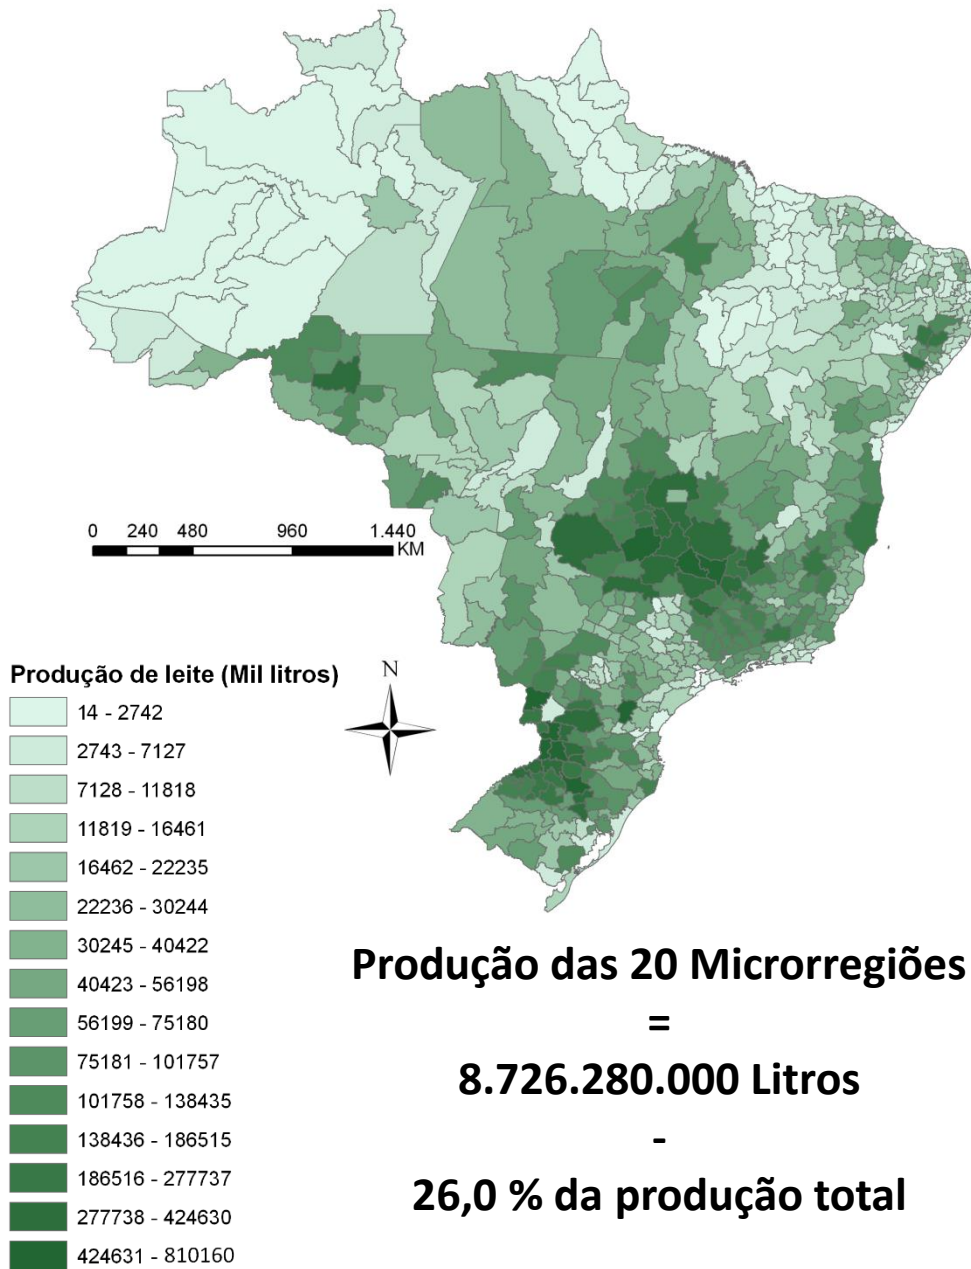 0 240 480 960 1.440
KM
N
Produção de leite (Mil litros)
14 - 2742
2743 - 7127
7128 - 11818
11819 - 16461
16462 - 22235
22236 - 30244
30245 - 40422
40423 - 56198
56199 - 75180
75181 - 101757
101758 - 138435
138436 - 186515
186516 - 277737
277738 - 424630
424631 - 810160
Produção das 20 Microrregiões
=
8.726.280.000 Litros
-
26,0 % da produção total